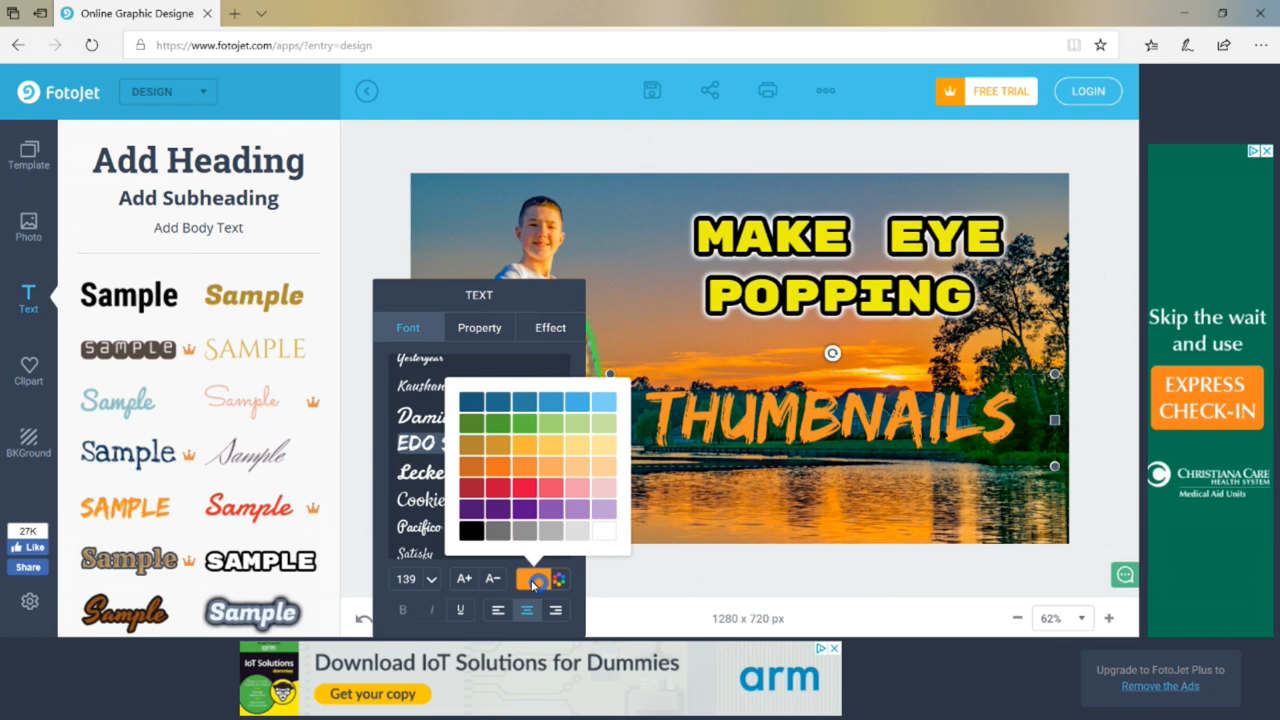 Online Graphic Designe
https://www.fotojet.com/apps/?entry=design
FotoJet
DESIGN
FREE TRIAL
LOGIN
Template
Photo
Text
Clipart
BKGround
27K
Like
Share
Add Heading
Add Subheading
Add Body Text
Sample
Sample
SAMPLE
SAMPLE
Sample
Sample
Sample
Sample
SAMPLE
Sample
Sample
SAMPLE
Sample
Sample
TEXT
Font
Property
Effect
Yesteryear
Kaushan
Dami
EDO S
Lecke
Cookie
Pacifico
Satisfy
139
A+
A-
B
I
U
MAKE EYE
POPPING
THUMBNAILS
1280 x 720 px
62%
Skip the wait
and use
EXPRESS
CHECK-IN
CHRISTIANA CARE
HEALTH SYSTEM
Medical Aid Units
arm
IoT Solutions
dummies
Download IoT Solutions for Dummies
Get your copy
arm
Upgrade to FotoJet Plus to
Remove the Ads